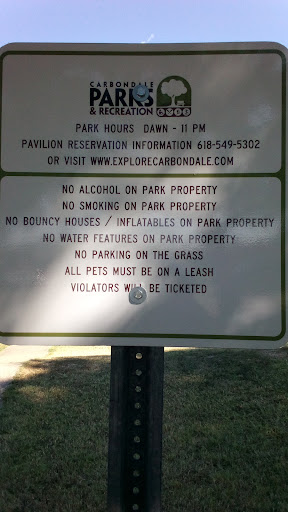 CARBONDALE
PARKS
& RECREATION
PARK HOURS DAWN - 11 PM
PAVILION RESERVATION INFORMATION 618-549-5302
OR VISIT WWW.EXPLORECARBONDALE.COM
NO ALCOHOL ON PARK PROPERTY
NO SMOKING ON PARK PROPERTY
NO BOUNCY HOUSES / INFLATABLES ON PARK PROPERTY
NO WATER FEATURES ON PARK PROPERTY
NO PARKING ON THE GRASS
ALL PETS MUST BE ON A LEASH
VIOLATORS WILL BE TICKETED